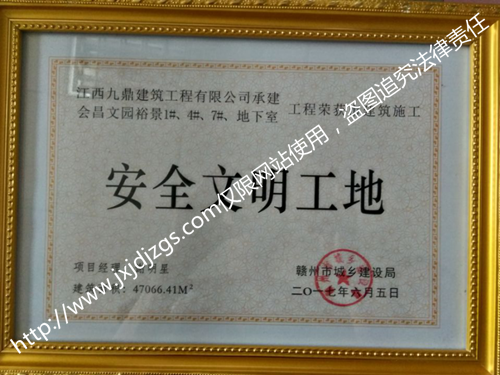 江西九鼎建筑工程有限公司承建
会昌文园裕景1#、4#、7#、地下室 工程荣获 建筑施工
安全文明工地
项目经理 明星
赣州市城乡建设局
建筑 47066.41M²
二〇一七年六月五日
http://www.jxjdjzgs.com仅限网站使用，盗图追究法律责任